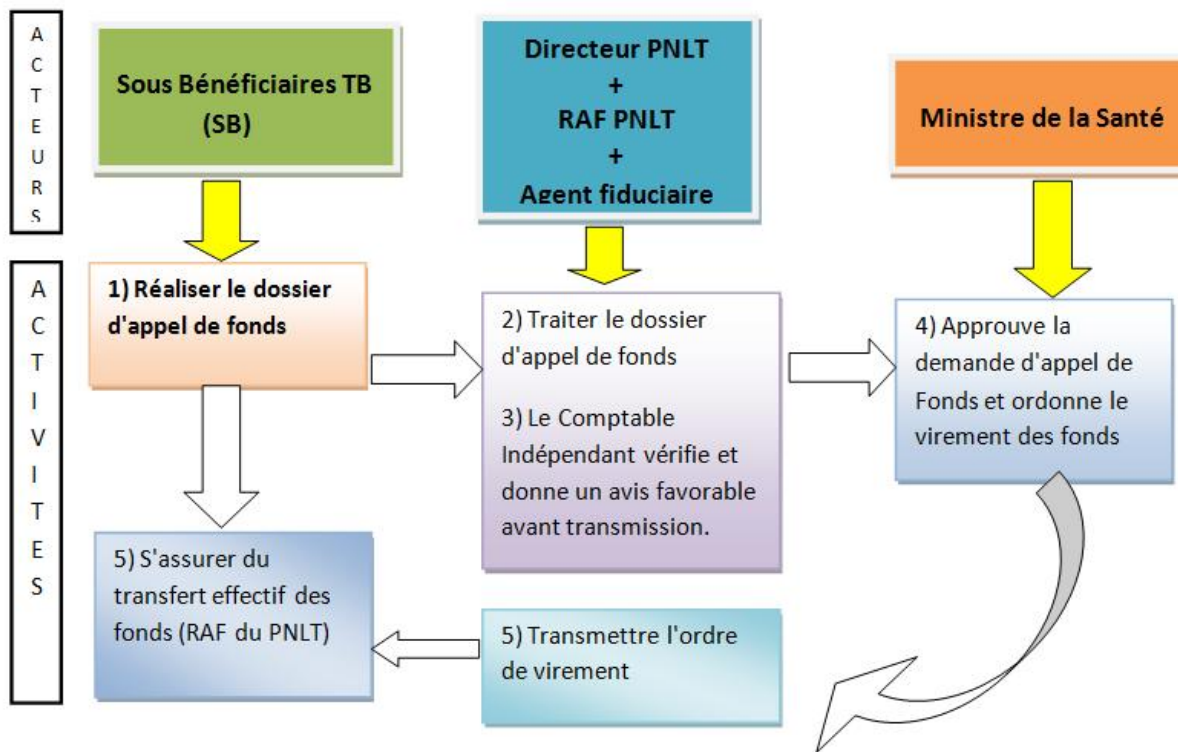 ACTEURS
Sous Bénéficiaires TB
(SB)
Directeur PNLT
+
RAF PNLT
+
Agent fiduciaire
Ministre de la Santé
ACTIVITES
1) Réaliser le dossier
d'appel de fonds
2) Traiter le dossier
d'appel de fonds
3) Le Comptable
Indépendant vérifie et
donne un avis favorable
avant transmission.
4) Approuve la
demande d'appel de
Fonds et ordonne le
virement des fonds
5) S'assurer du
transfert effectif des
fonds (RAF du PNLT)
5) Transmettre l'ordre
de virement